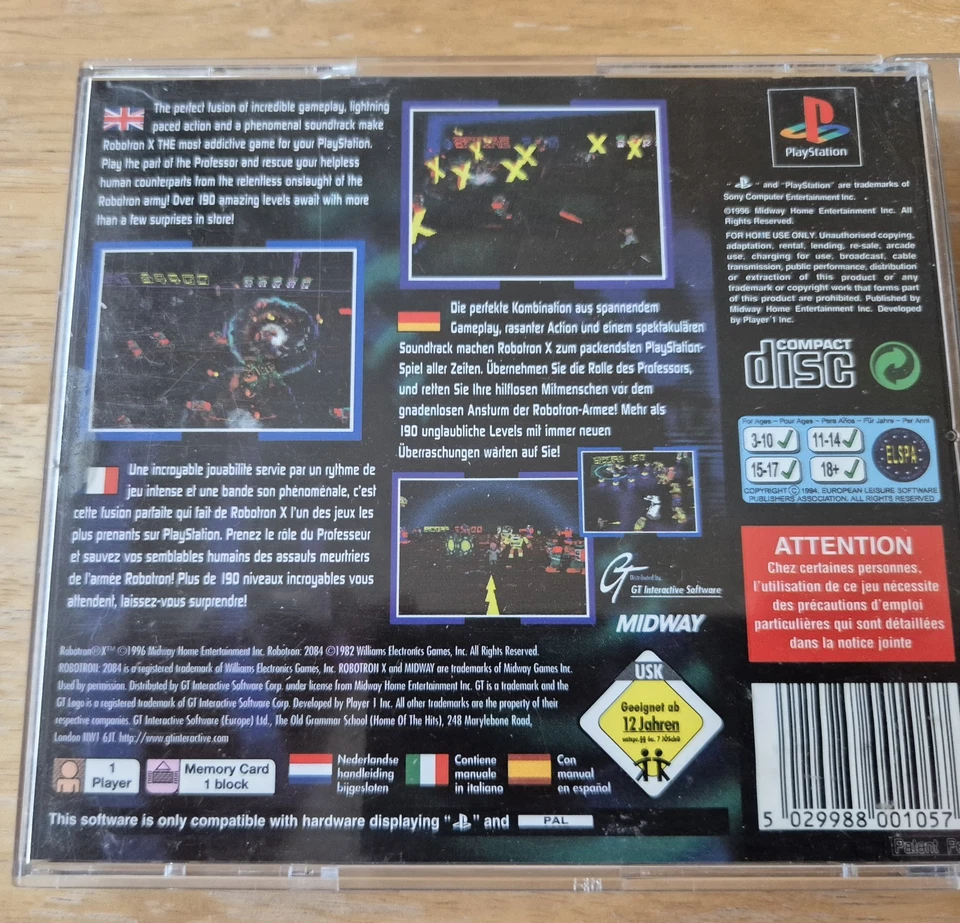 The perfect fusion of incredible gameplay, lightning
paced action and a phenomenal soundtrack make
Robotron X THE most addictive game for your PlayStation.
Play the part of the Professor and rescue your helpless
human counterparts from the relentless onslaught of the
Robotron army! Over 190 amazing levels await with more
than a few surprises in store!
Die perfekte Kombination aus spannendem
Gameplay, rasanter Action und einem spektakulären
Soundtrack machen Robotron X zum packendsten PlayStation-
Spiel aller Zeiten. Übernehmen Sie die Rolle des Professors,
und retten Sie Ihre hilflosen Mitmenschen vor dem
gnadenlosen Ansturm der Robotron-Armee! Mehr als
190 unglaubliche Levels mit immer neuen
Überraschungen warten auf Sie!
Une incroyable jouabilité servie par un rythme de
jeu intense et une bande son phénoménale, c'est
cette fusion parfaite qui fait de Robotron X l'un des jeux les
plus prenants sur PlayStation. Prenez le rôle du Professeur
et sauvez vos semblables humains des assauts meurtriers
de l'armée Robotron! Plus de 190 niveaux incroyables vous
attendent, laissez-vous surprendre!
PlayStation
" " and "PlayStation" are trademarks of
Sony Computer Entertainment Inc.
©1996 Midway Home Entertainment Inc. All
Rights Reserved.
FOR HOME USE ONLY. Unauthorised copying,
adaptation, rental, lending, re-sale, arcade
use, charging for use, broadcast, cable
transmission, public performance, distribution
or extraction of this product or any
trademark or copyright work that forms part
of this product are prohibited. Published by
Midway Home Entertainment Inc. Developed
by Player 1 Inc.
COMPACT
disc
For Ages - Pour Ages - Para Años - Für Jahre - Per Anni
3-10 11-14
15-17 18+
ELSPA
COPYRIGHT © 1994, EUROPEAN LEISURE SOFTWARE
PUBLISHERS ASSOCIATION. ALL RIGHTS RESERVED
ATTENTION
Chez certaines personnes,
l'utilisation de ce jeu nécessite
des précautions d'emploi
particulières qui sont détaillées
dans la notice jointe
GT
Distributed by
GT Interactive Software
MIDWAY
USK
Geeignet ab
12 Jahren
Robotron®X™ ©1996 Midway Home Entertainment Inc. Robotron: 2084 ©1982 Williams Electronics Games, Inc. All Rights Reserved.
ROBOTRON: 2084 is a registered trademark of Williams Electronics Games, Inc. ROBOTRON X and MIDWAY are trademarks of Midway Games Inc.
Used by permission. Distributed by GT Interactive Software Corp. under license from Midway Home Entertainment Inc. GT is a trademark and the
GT Logo is a registered trademark of GT Interactive Software Corp. Developed by Player 1 Inc. All other trademarks are the property of their
respective companies. GT Interactive Software (Europe) Ltd., The Old Grammar School (Home Of The Hits), 248 Marylebone Road,
London NW1 6JT. http://www.gtinteractive.com
1
Player
Memory Card
1 block
Nederlandse
handleiding
bijgesloten
Contiene
manuale
in italiano
Con
manual
en español
This software is only compatible with hardware displaying " " and PAL
5 029988 001057
Patent